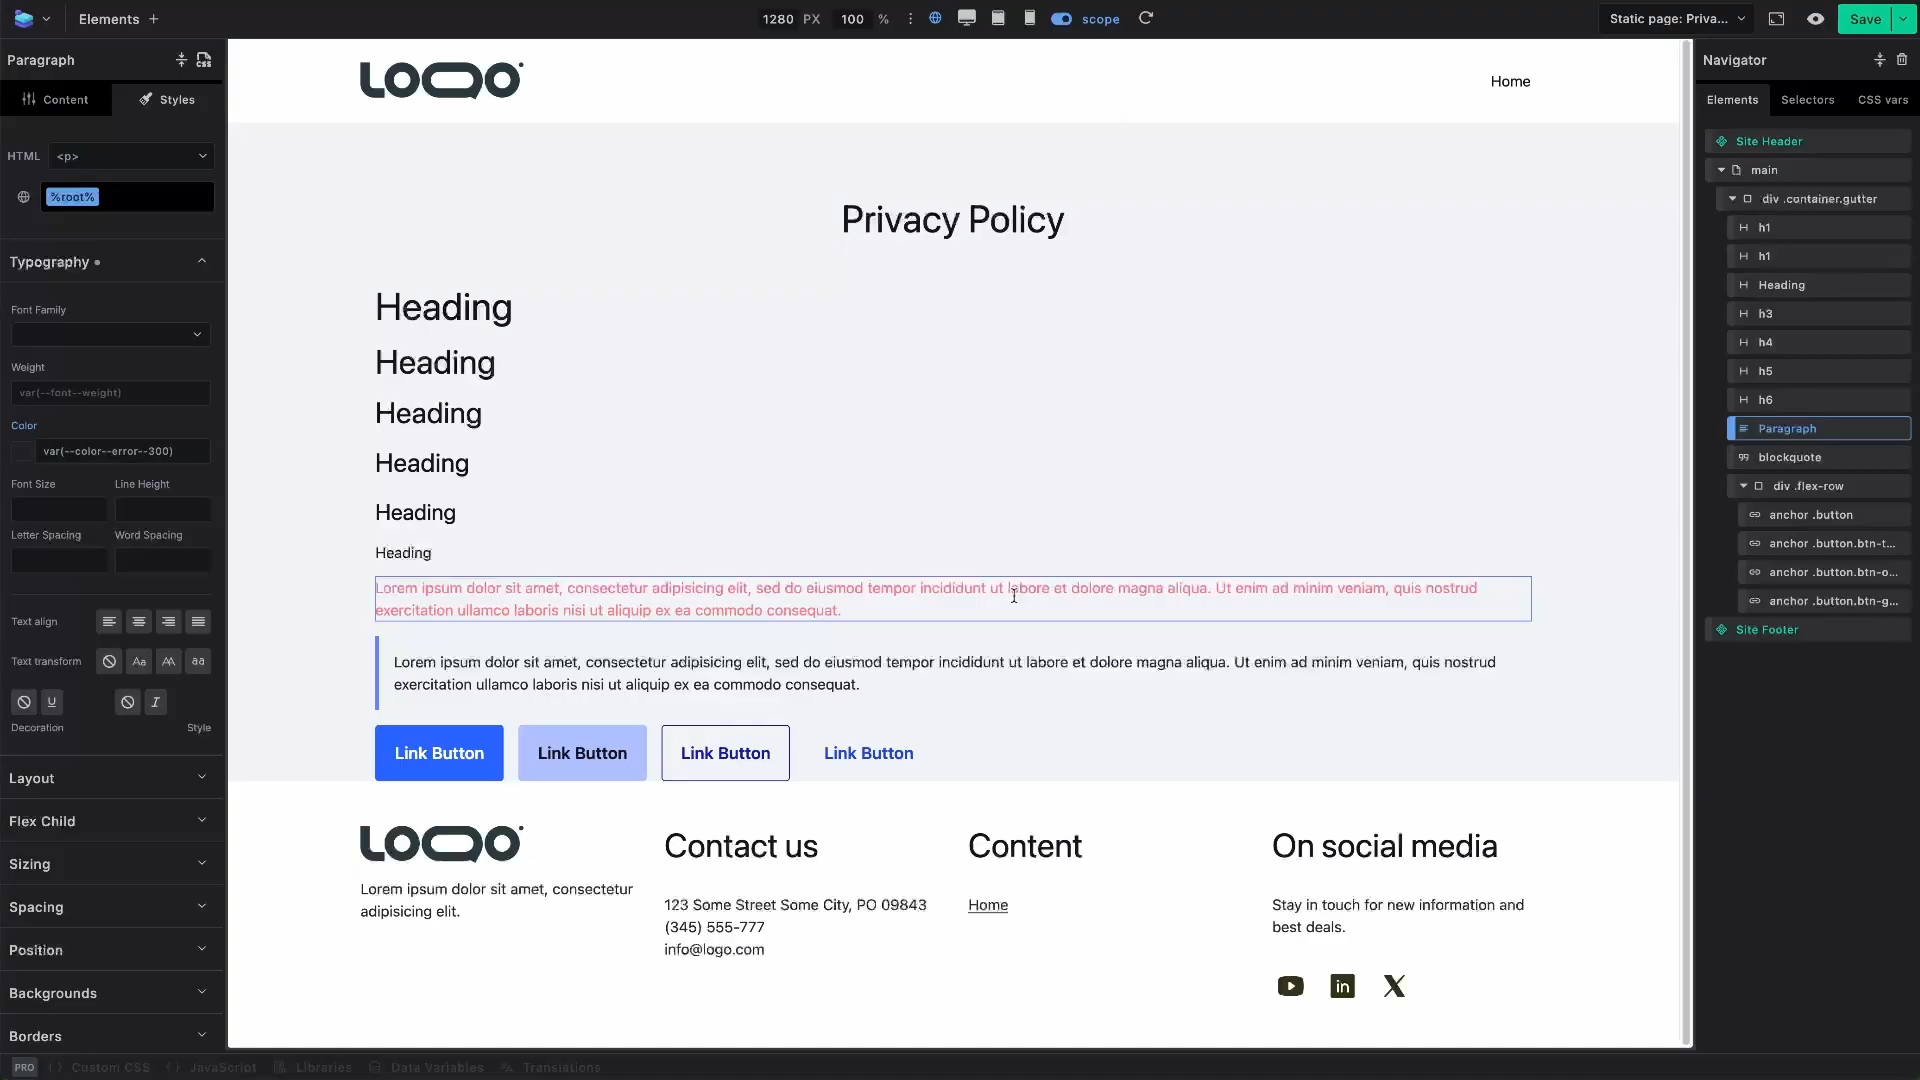 Elements +
1280 PX 100 %
scope
Static page: Priva...
Save
Paragraph
css
Content
Styles
HTML <p>
%root%
Typography
Font Family
Weight
var(--font--weight)
Color
var(--color--error--300)
Font Size Line Height
Letter Spacing Word Spacing
Text align
Text transform
Aa AA aa
U I
Decoration Style
Layout
Flex Child
Sizing
Spacing
Position
Backgrounds
Borders
LOGO
Home
Privacy Policy
Heading
Heading
Heading
Heading
Heading
Heading
Lorem ipsum dolor sit amet, consectetur adipisicing elit, sed do eiusmod tempor incididunt ut labore et dolore magna aliqua. Ut enim ad minim veniam, quis nostrud
exercitation ullamco laboris nisi ut aliquip ex ea commodo consequat.
Lorem ipsum dolor sit amet, consectetur adipisicing elit, sed do eiusmod tempor incididunt ut labore et dolore magna aliqua. Ut enim ad minim veniam, quis nostrud
exercitation ullamco laboris nisi ut aliquip ex ea commodo consequat.
Link Button Link Button Link Button Link Button
LOGO
Lorem ipsum dolor sit amet, consectetur
adipisicing elit.
Contact us
123 Some Street Some City, PO 09843
(345) 555-777
info@logo.com
Content
Home
On social media
Stay in touch for new information and
best deals.
in X
Navigator
Elements Selectors CSS vars
Site Header
main
div .container.gutter
H h1
H h1
H Heading
H h3
H h4
H h5
H h6
Paragraph
blockquote
div .flex-row
anchor .button
anchor .button.btn-t...
anchor .button.btn-o...
anchor .button.btn-g...
Site Footer
PRO Custom CSS JavaScript Libraries Data Variables Translations